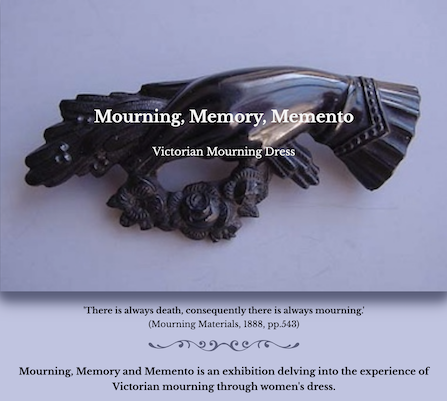 Mourning, Memory, Memento
Victorian Mourning Dress
'There is always death, consequently there is always mourning.'
(Mourning Materials, 1888, pp.543)
Mourning, Memory and Memento is an exhibition delving into the experience of
Victorian mourning through women's dress.